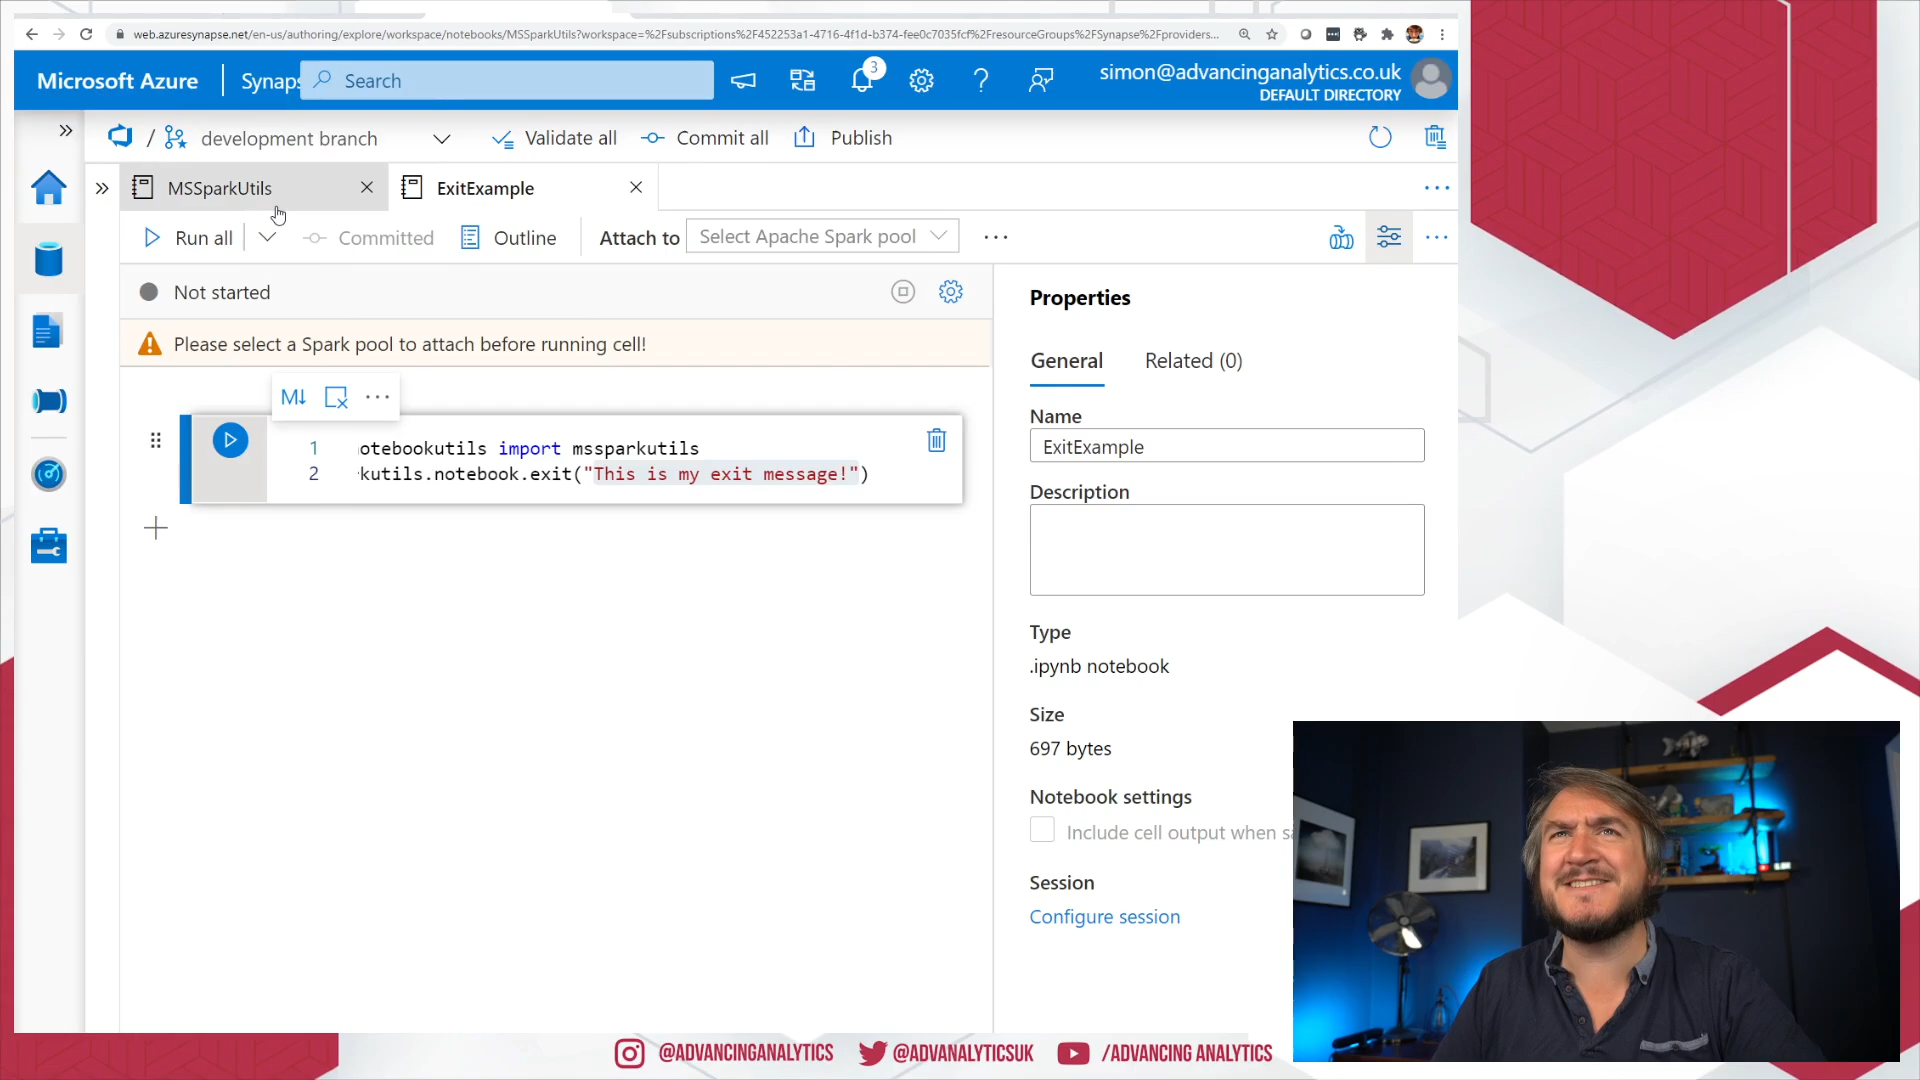 web.azuresynapse.net/en-us/authoring/explore/workspace/notebooks/MSSparkUtils?workspace=%2Fsubscriptions%2F452253a1-4716-4f1d-b374-fee0c7035fcf%2FresourceGroups%2FSynapse%2Fproviders...
Microsoft Azure
Synaps
Search
3
simon@advancinganalytics.co.uk
DEFAULT DIRECTORY
/ development branch
Validate all
Commit all
Publish
MSSparkUtils
ExitExample
Run all
Committed
Outline
Attach to
Select Apache Spark pool
Not started
Please select a Spark pool to attach before running cell!
M↓
1 otebookutils import mssparkutils
2 kutils.notebook.exit("This is my exit message!")
Properties
General
Related (0)
Name
ExitExample
Description
Type
.ipynb notebook
Size
697 bytes
Notebook settings
Include cell output when sa
Session
Configure session
@ADVANCINGANALYTICS
@ADVANALYTICSUK
/ADVANCING ANALYTICS